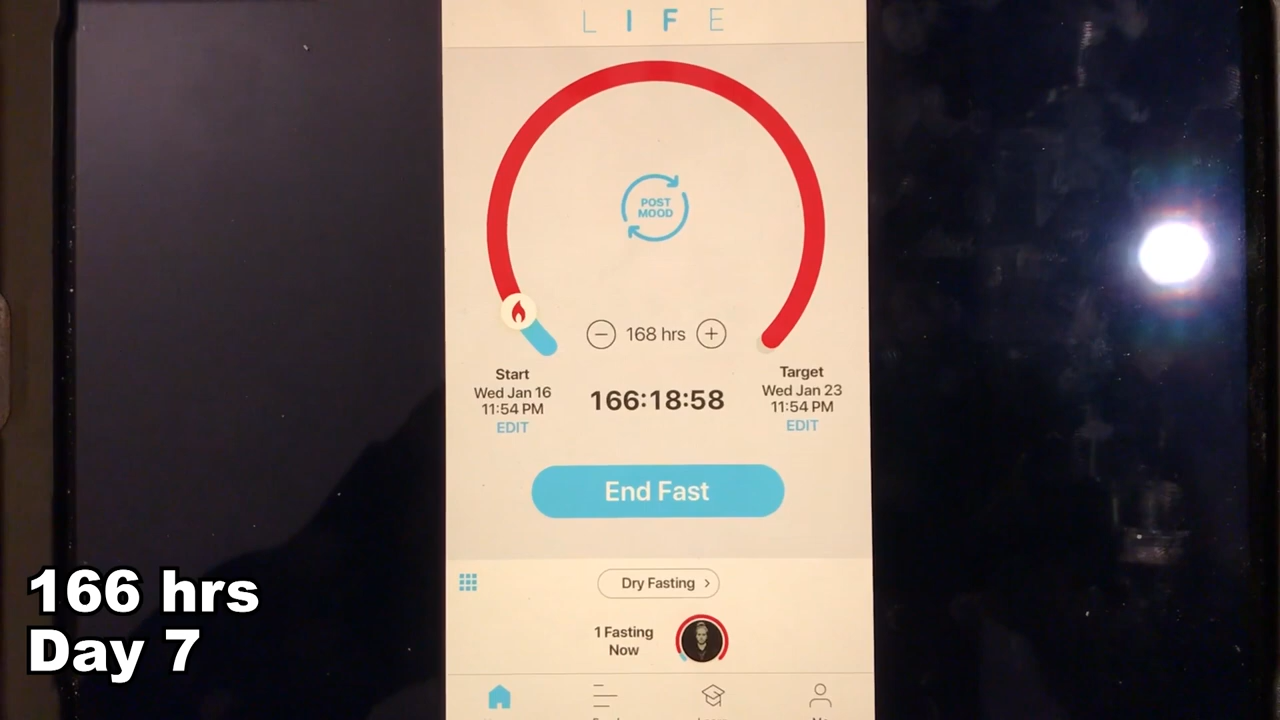 LIFE
POST
MOOD
168 hrs
Start
Wed Jan 16
11:54 PM
EDIT
166:18:58
Target
Wed Jan 23
11:54 PM
EDIT
End Fast
Dry Fasting
1 Fasting
Now
166 hrs
Day 7